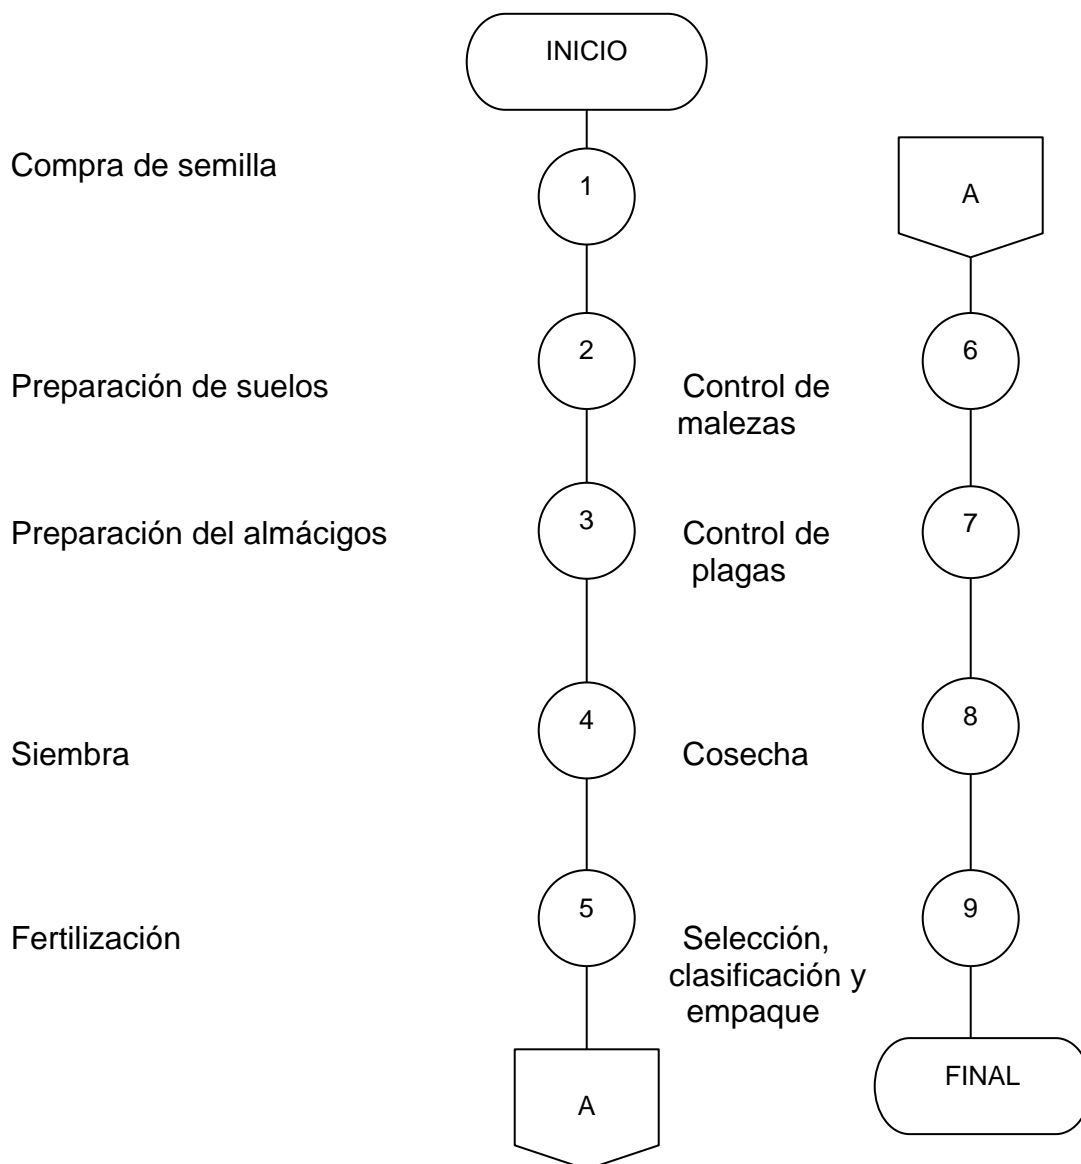 INICIO
Compra de semilla
1
2
Preparación de suelos
3
Preparación del almácigos
4
Siembra
5
Fertilización
A
A
6
Control de
malezas
7
Control de
plagas
8
Cosecha
9
Selección,
clasificación y
empaque
FINAL